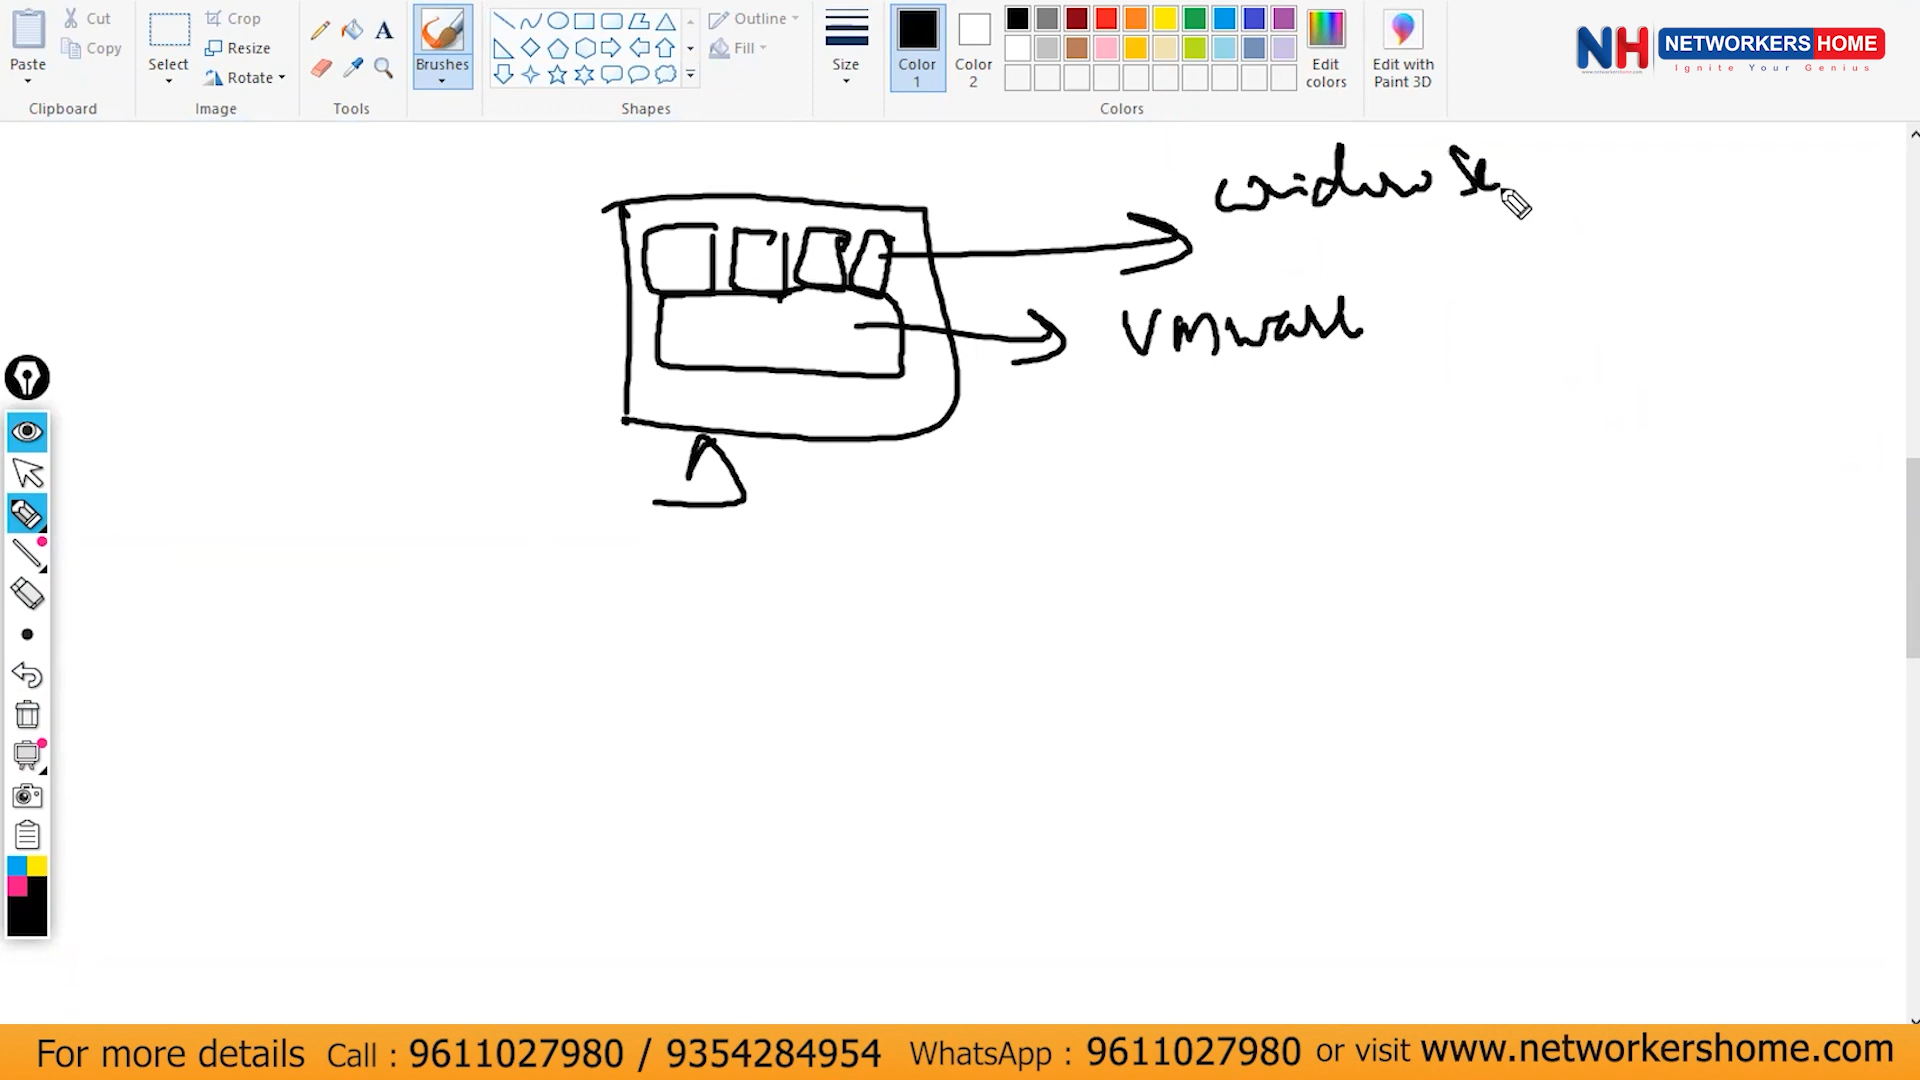 Paste
Cut
Copy
Clipboard
Select
Crop
Resize
Rotate
Image
A
Tools
Brushes
Shapes
Outline
Fill
Size
Color 1
Color 2
Colors
Edit colors
Edit with Paint 3D
NH NETWORKERS HOME
Ignite Your Genius
windows Se
VMware
For more details Call : 9611027980 / 9354284954 WhatsApp : 9611027980 or visit www.networkershome.com